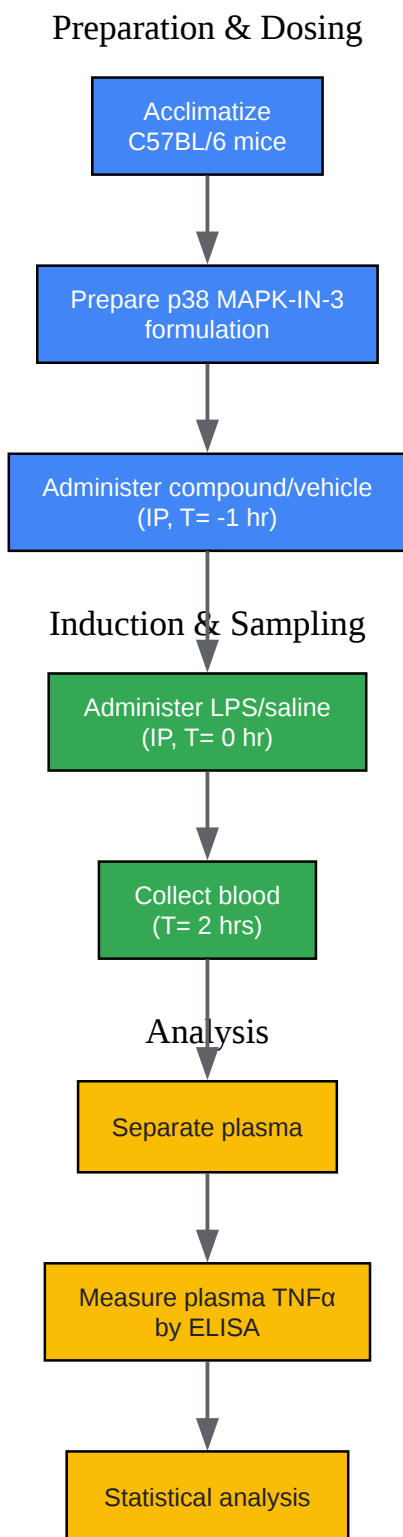 Preparation & Dosing
Acclimatize
C57BL/6 mice
Prepare p38 MAPK-IN-3
formulation
Administer compound/vehicle
(IP, T= -1 hr)
Induction & Sampling
Administer LPS/saline
(IP, T= 0 hr)
Collect blood
(T= 2 hrs)
Analysis
Separate plasma
Measure plasma TNFα
by ELISA
Statistical analysis